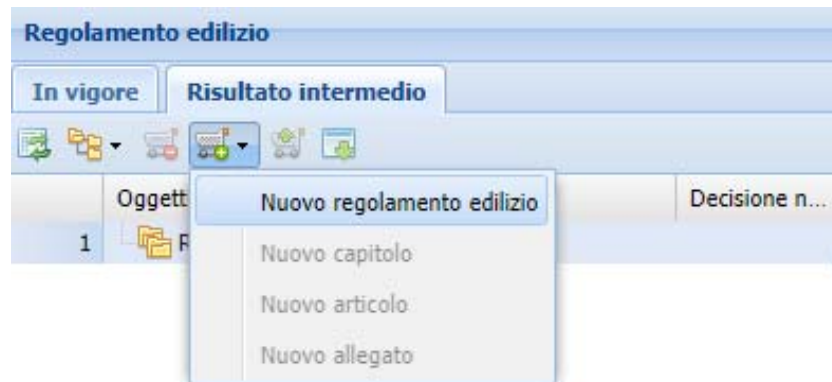 Regolamento edilizio
In vigore Risultato intermedio
Oggett Decisione n...
Nuovo regolamento edilizio
1 R
Nuovo capitolo
Nuovo articolo
Nuovo allegato